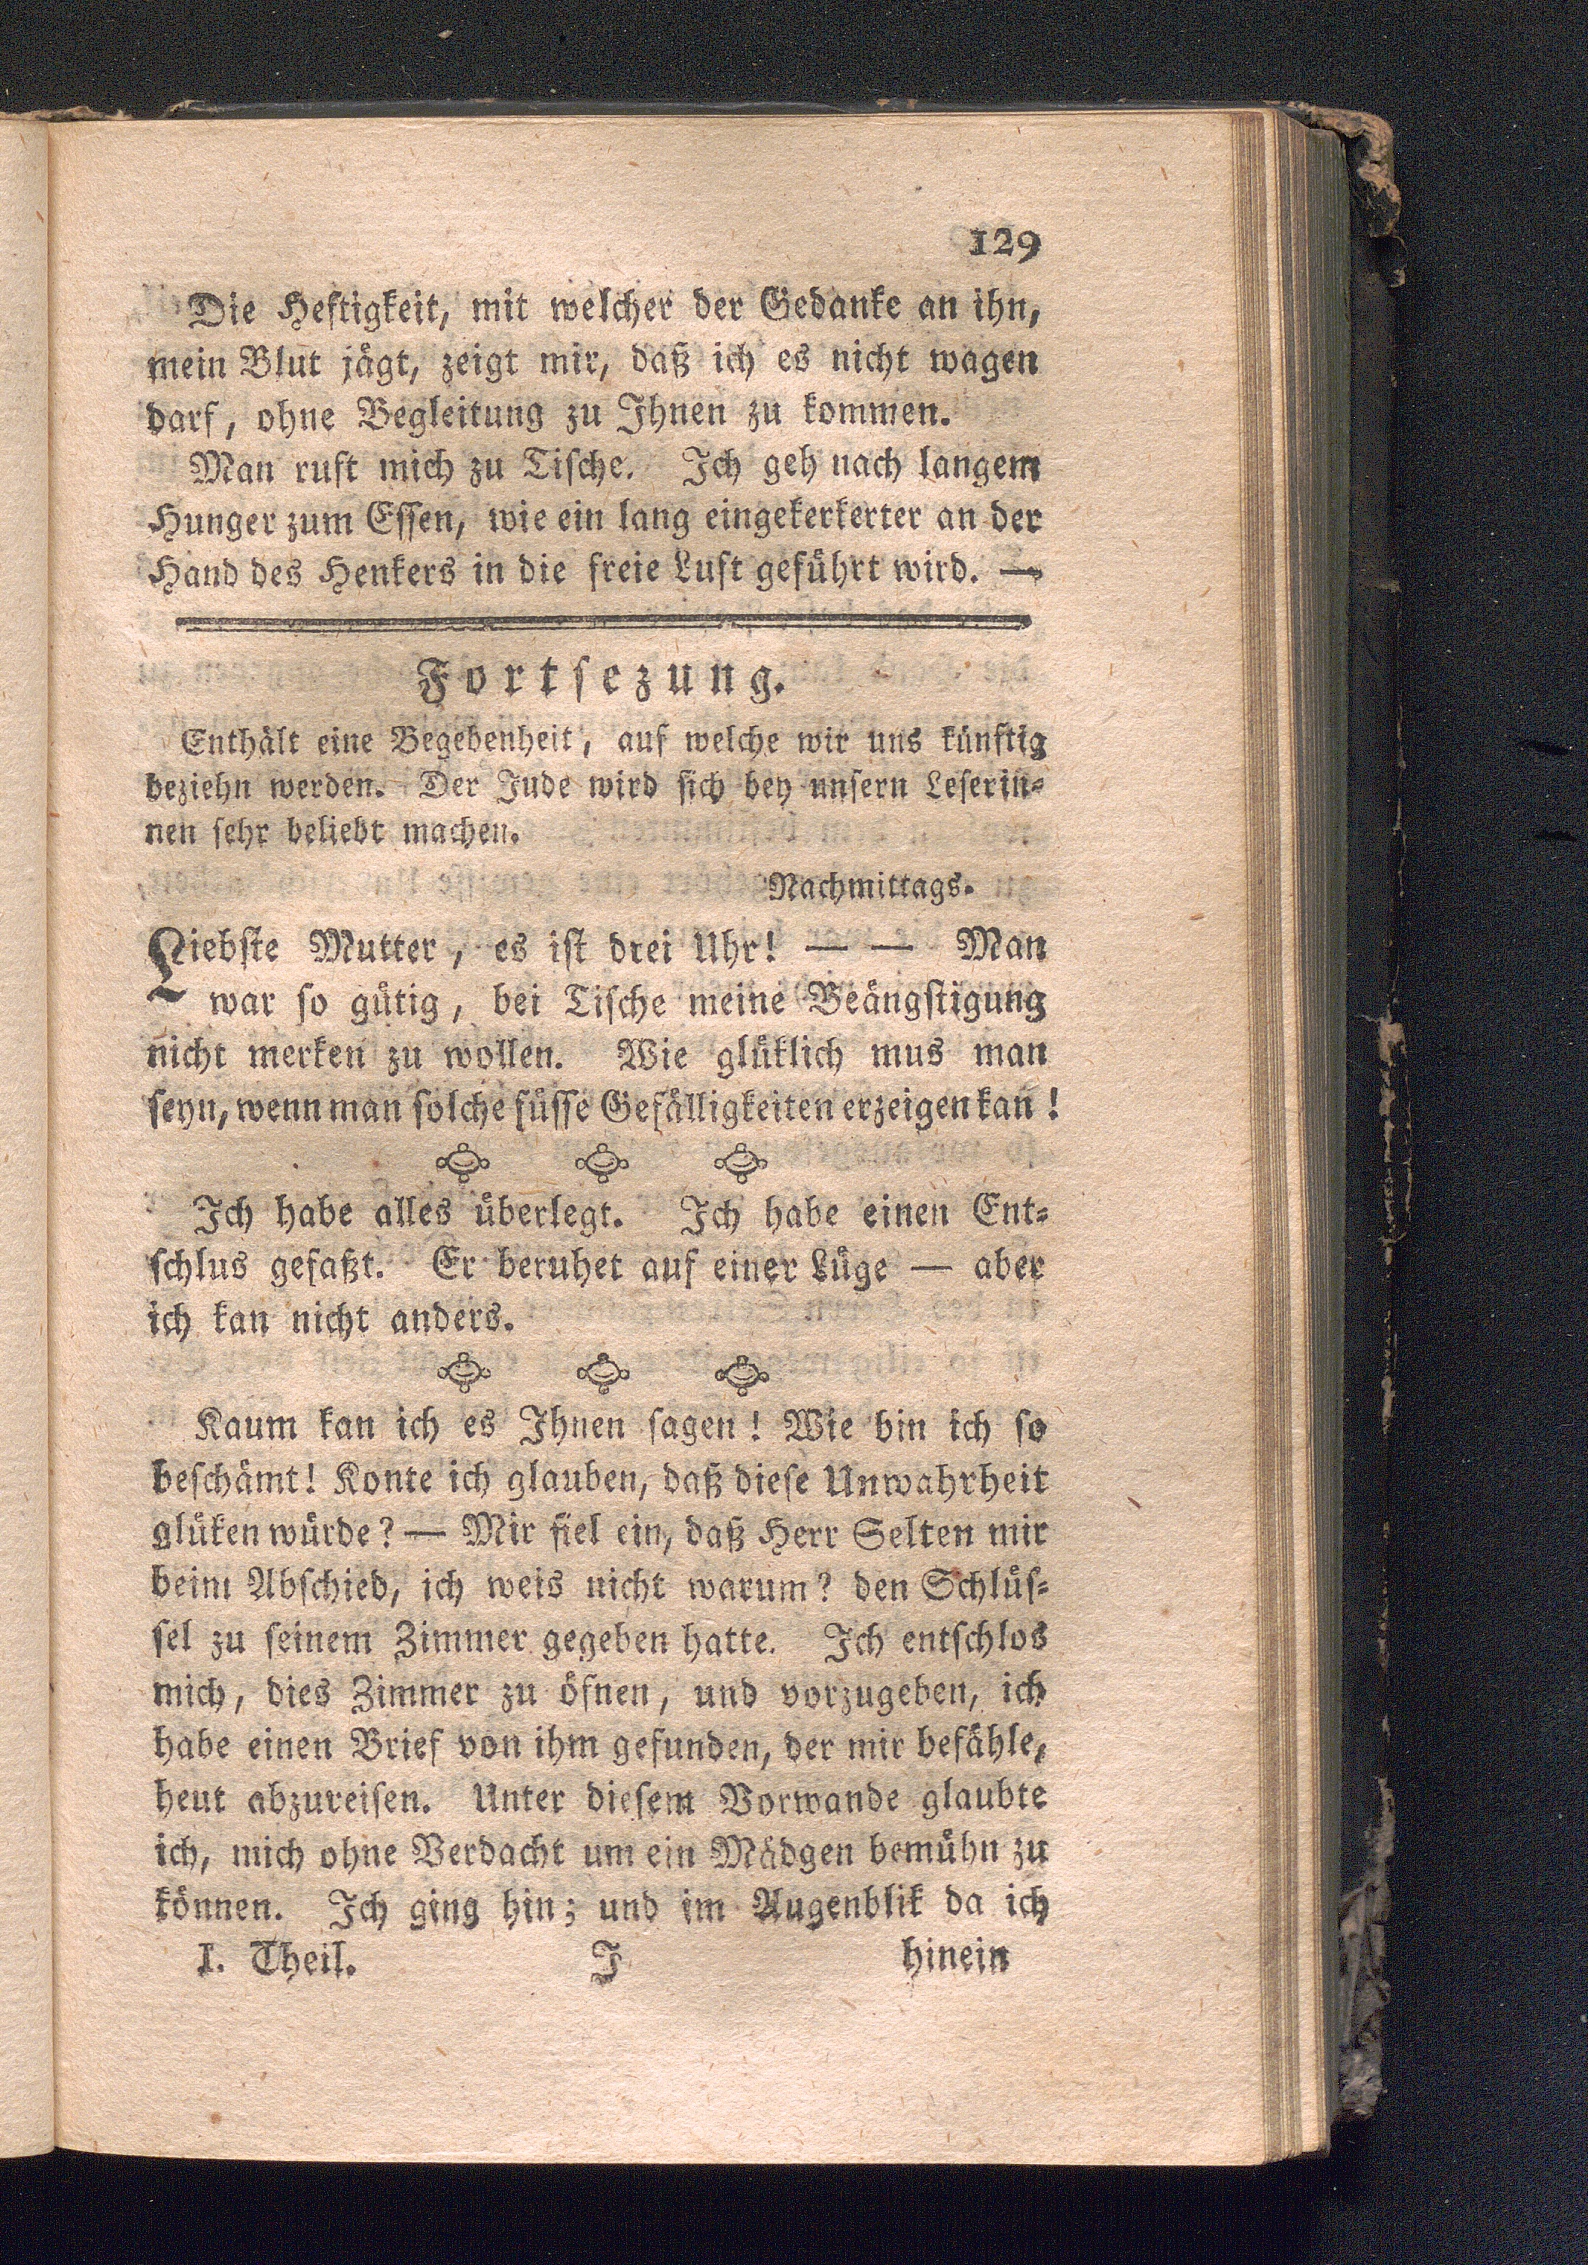 129
Die Heftigkeit, mit welcher der Gedanke an ihn,
mein Blut jägt, zeigt mir, daß ich es nicht wagen
darf, ohne Begleitung zu Ihnen zu kommen.
Man ruft mich zu Tische. Ich geh nach langem
Hunger zum Essen, wie ein lang eingekerkerter an der
Hand des Henkers in die freie Luft geführt wird. —
Fortsezung.
Enthält eine Begebenheit, auf welche wir uns künftig
beziehn werden. Der Jude wird sich bey unsern Leserin-
nen sehr beliebt machen.
Nachmittags.
Liebste Mutter, es ist drei Uhr! — — Man
war so gütig, bei Tische meine Beängstigung
nicht merken zu wollen. Wie glüklich mus man
seyn, wenn man solche süsse Gefälligkeiten erzeigen kan!
Ich habe alles überlegt. Ich habe einen Ent-
schlus gefaßt. Er beruhet auf einer Lüge — aber
ich kan nicht anders.
Kaum kan ich es Ihnen sagen! Wie bin ich so
beschämt! Konte ich glauben, daß diese Unwahrheit
glüken würde? — Mir fiel ein, daß Herr Selten mir
beim Abschied, ich weis nicht warum? den Schlüs-
sel zu seinem Zimmer gegeben hatte. Ich entschlos
mich, dies Zimmer zu öfnen, und vorzugeben, ich
habe einen Brief von ihm gefunden, der mir befähle,
heut abzureisen. Unter diesem Vorwande glaubte
ich, mich ohne Verdacht um ein Mädgen bemühn zu
können. Ich ging hin; und im Augenblik da ich
I. Theil. J hinein